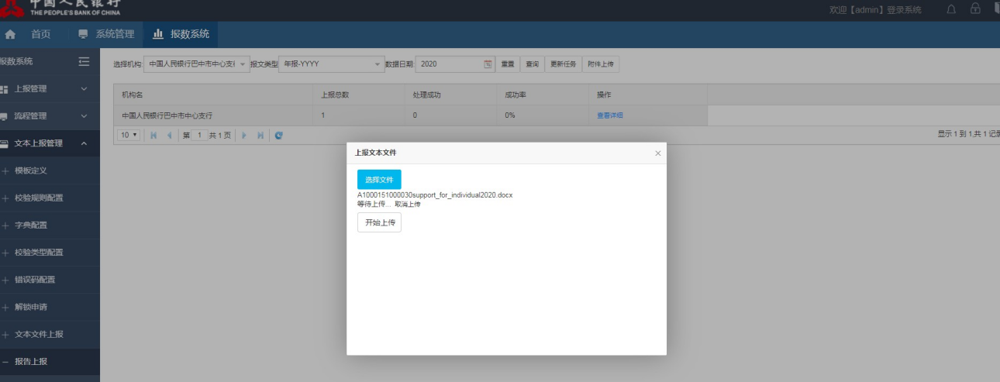 中国人民银行
THE PEOPLE'S BANK OF CHINA
欢迎【admin】登录系统
首页 系统管理 报数系统
报数系统
选择机构: 中国人民银行巴中市中心支行 报文类型 年报-YYYY 数据日期: 2020 重置 查询 更新任务 附件上传
上报管理
机构名 上报总数 处理成功 成功率 操作
流程管理
中国人民银行巴中市中心支行 1 0 0% 查看详细
10 第 1 共1页 显示 1 到 1,共 1 记录
文本上报管理
上报文本文件
模板定义
选择文件
校验规则配置
A1000151000030support_for_individual2020.docx
等待上传... 取消上传
字典配置
开始上传
校验类型配置
错误码配置
解锁申请
文本文件上报
报告上报